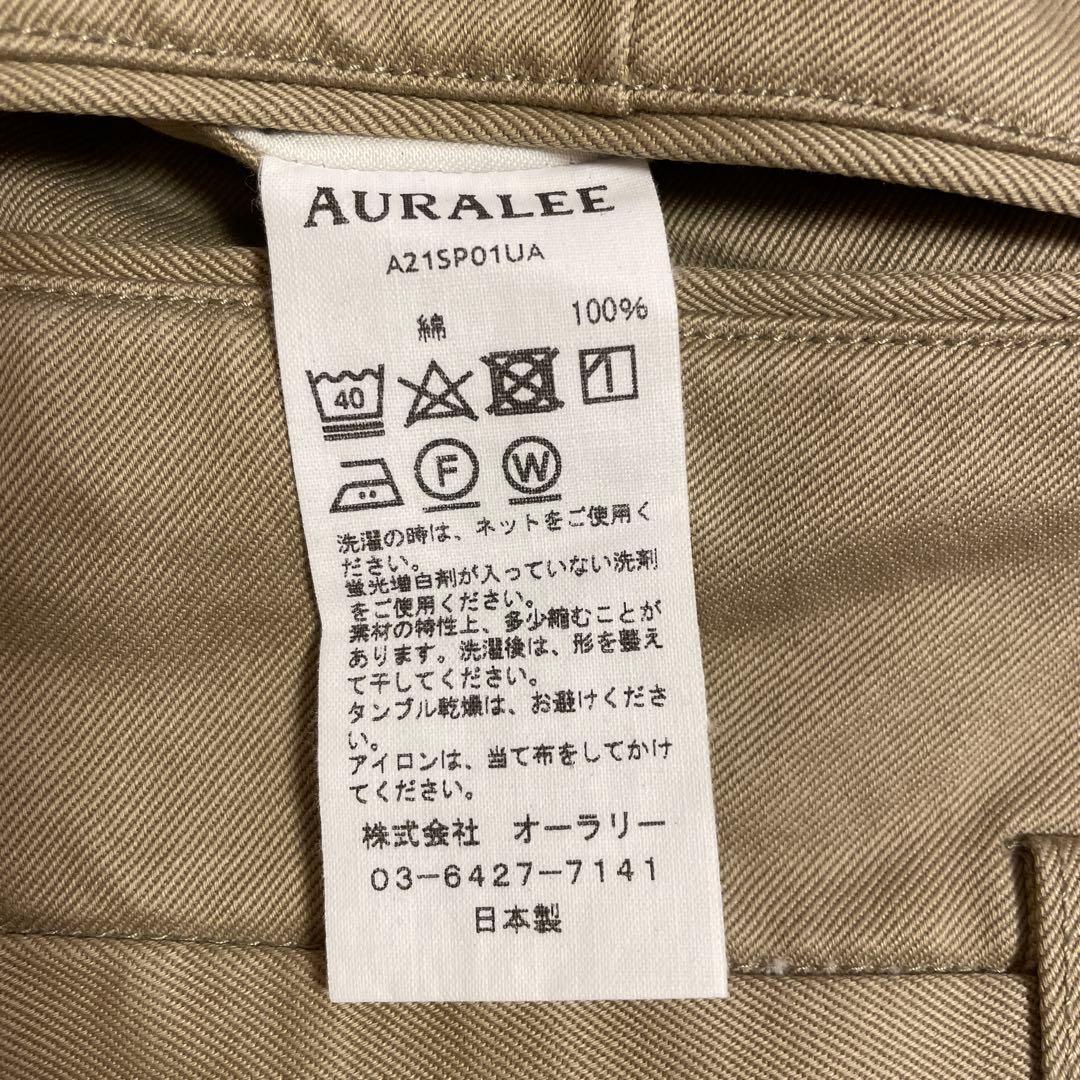 AURALEE
A21SP01UA
綿 100%
40
F W
洗濯の時は、ネットをご使用く
ださい。
蛍光増白剤が入っていない洗剤
をご使用ください。
素材の特性上、多少縮むことが
あります。洗濯後は、形を整え
て干してください。
タンブル乾燥は、お避けくださ
い。
アイロンは、当て布をしてかけ
てください。
株式会社 オーラリー
03-6427-7141
日本製